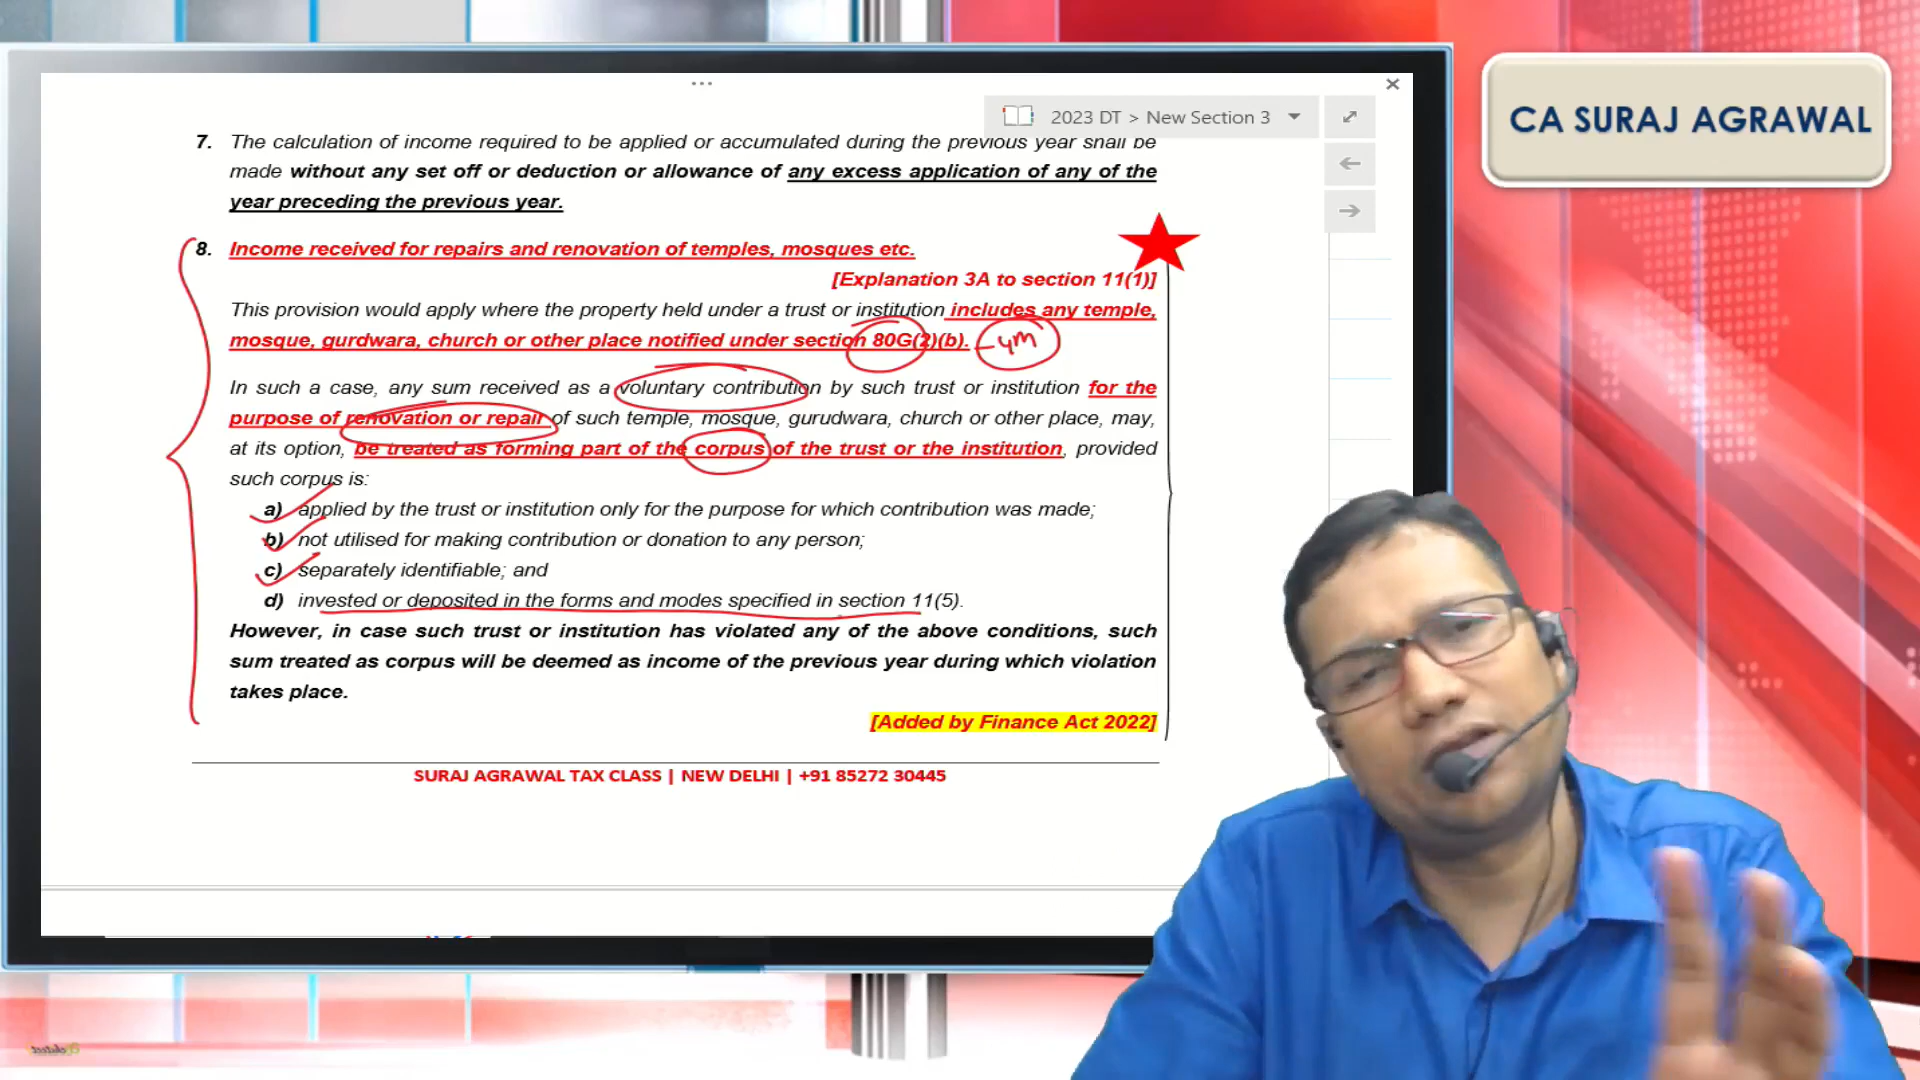 CA SURAJ AGRAWAL
2023 DT > New Section 3
7. The calculation of income required to be applied or accumulated during the previous year shall be
made without any set off or deduction or allowance of any excess application of any of the
year preceding the previous year.
8. Income received for repairs and renovation of temples, mosques etc.
[Explanation 3A to section 11(1)]
This provision would apply where the property held under a trust or institution includes any temple,
mosque, gurdwara, church or other place notified under section 80G(2)(b).
In such a case, any sum received as a voluntary contribution by such trust or institution for the
purpose of renovation or repair of such temple, mosque, gurudwara, church or other place, may,
at its option, be treated as forming part of the corpus of the trust or the institution, provided
such corpus is:
a) applied by the trust or institution only for the purpose for which contribution was made;
b) not utilised for making contribution or donation to any person;
c) separately identifiable; and
d) invested or deposited in the forms and modes specified in section 11(5).
However, in case such trust or institution has violated any of the above conditions, such
sum treated as corpus will be deemed as income of the previous year during which violation
takes place.
[Added by Finance Act 2022]
SURAJ AGRAWAL TAX CLASS | NEW DELHI | +91 85272 30445